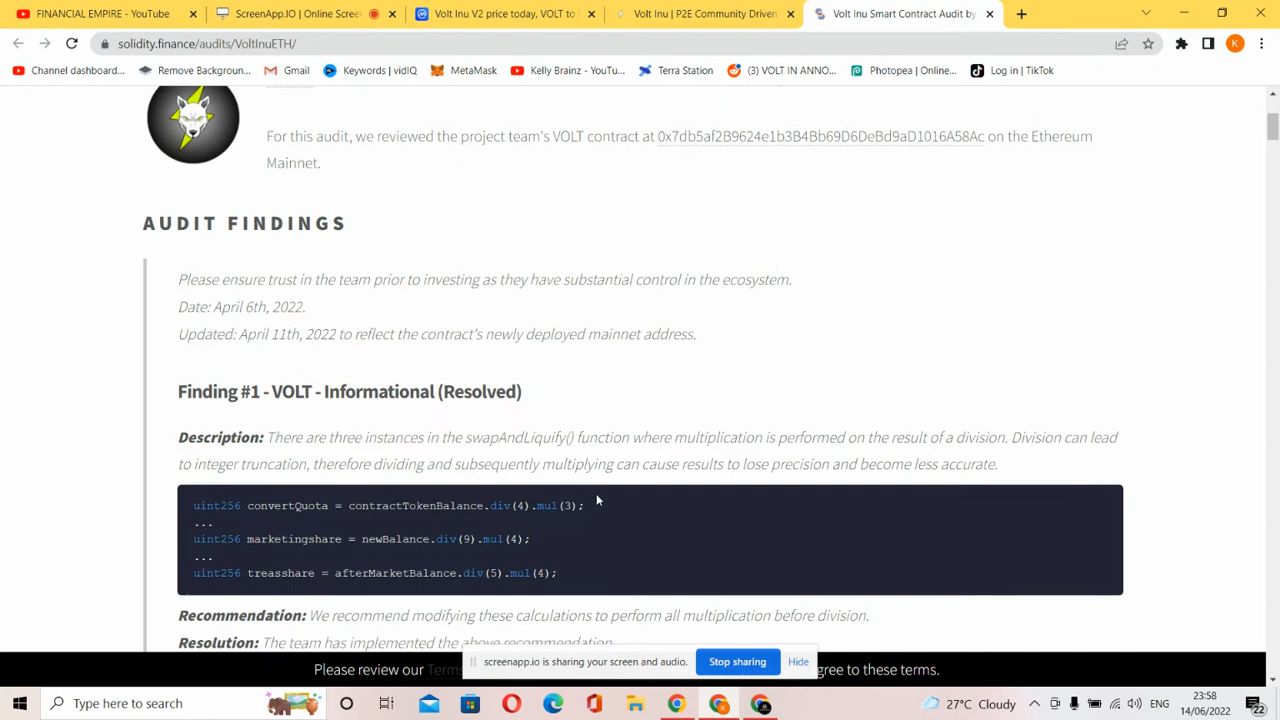 FINANCIAL EMPIRE - YouTube
ScreenApp.IO | Online Screen
Volt Inu V2 price today, VOLT to
Volt Inu | P2E Community Driven
Volt Inu Smart Contract Audit by
solidity.finance/audits/VoltInuETH/
K
Channel dashboard...
Remove Backgroun...
Gmail
Keywords | vidIQ
MetaMask
Kelly Brainz - YouTu...
Terra Station
(3) VOLT IN ANNO...
Photopea | Online...
Log in | TikTok
For this audit, we reviewed the project team's VOLT contract at 0x7db5af2B9624e1b3B4Bb69D6DeBd9aD1016A58Ac on the Ethereum
Mainnet.
AUDIT FINDINGS
Please ensure trust in the team prior to investing as they have substantial control in the ecosystem.
Date: April 6th, 2022.
Updated: April 11th, 2022 to reflect the contract's newly deployed mainnet address.
Finding #1 - VOLT - Informational (Resolved)
Description: There are three instances in the swapAndLiquify() function where multiplication is performed on the result of a division. Division can lead
to integer truncation, therefore dividing and subsequently multiplying can cause results to lose precision and become less accurate.
uint256 convertQuota = contractTokenBalance.div(4).mul(3);
...
uint256 marketingshare = newBalance.div(9).mul(4);
...
uint256 treasshare = afterMarketBalance.div(5).mul(4);
Recommendation: We recommend modifying these calculations to perform all multiplication before division.
Resolution: The team has implemented the above recommendation.
Please review our Terms
gree to these terms.
screenapp.io is sharing your screen and audio.
Stop sharing
Hide
Type here to search
27°C Cloudy
ENG
23:58
14/06/2022
22